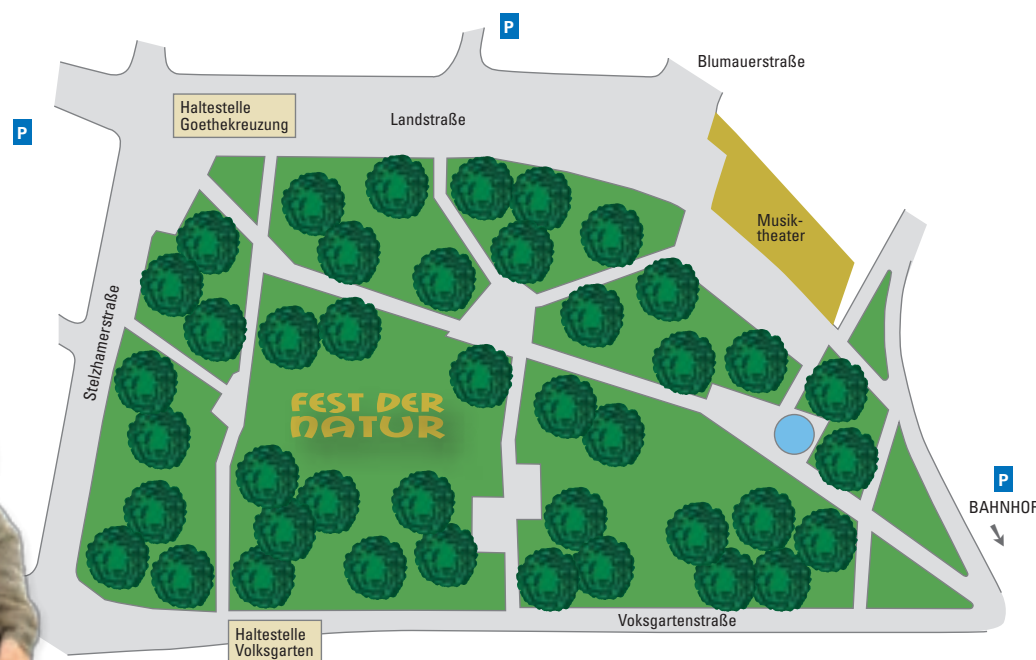 P
Blumauerstraße
Haltestelle
Goethekreuzung
Landstraße
P
Musik-
theater
Stelzhamerstraße
FEST DER
NATUR
P
BAHNHOF
Voksgartenstraße
Haltestelle
Volksgarten